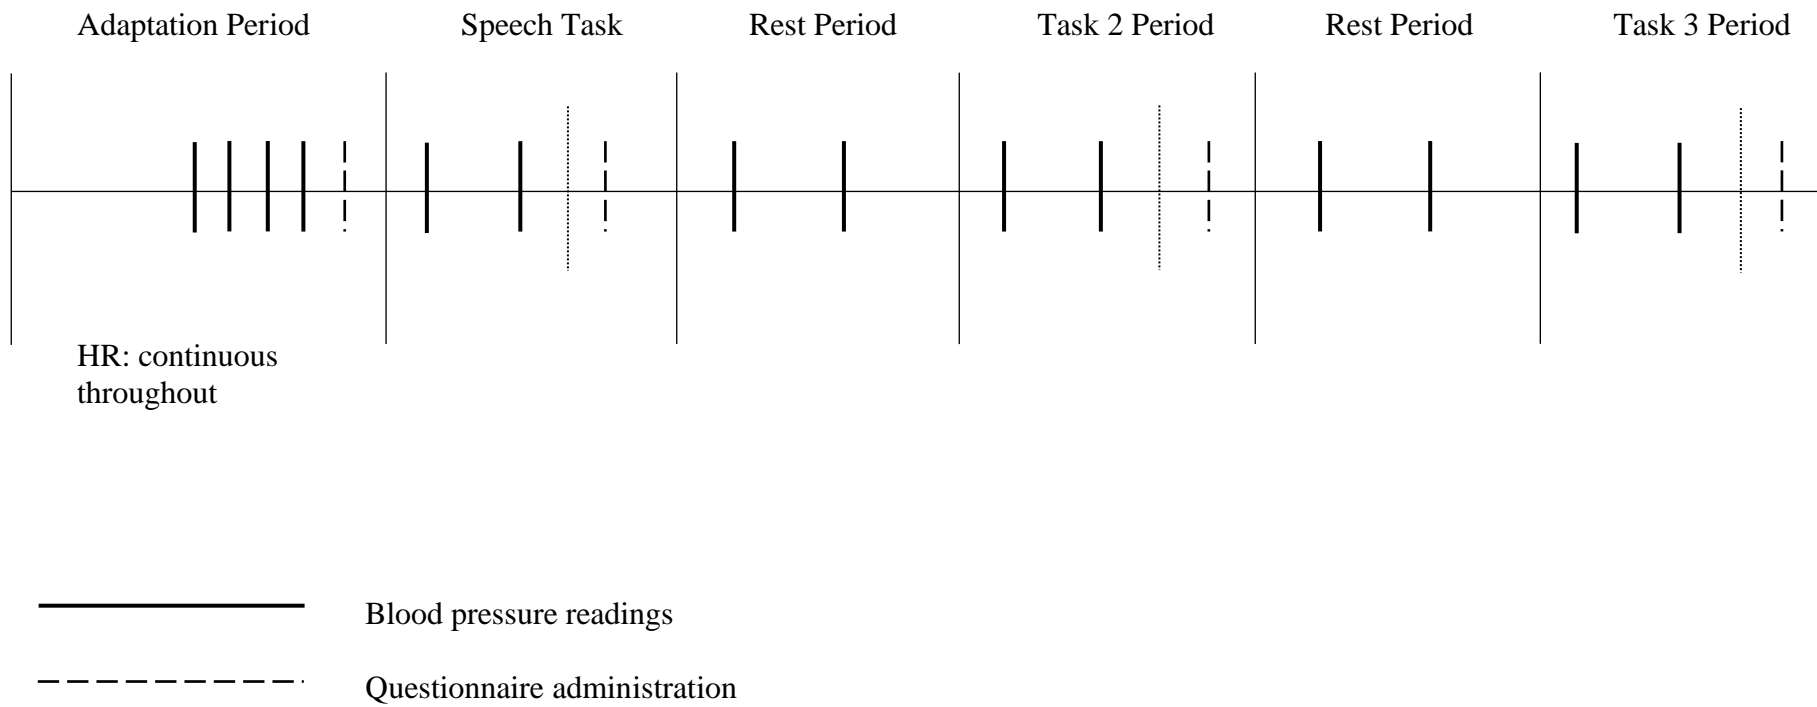 Adaptation Period Speech Task Rest Period Task 2 Period Rest Period Task 3 Period
HR: continuous
throughout
Blood pressure readings
Questionnaire administration